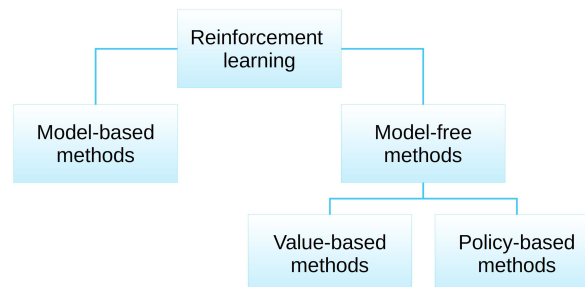 Reinforcement
learning
Model-based
methods
Model-free
methods
Value-based
methods
Policy-based
methods